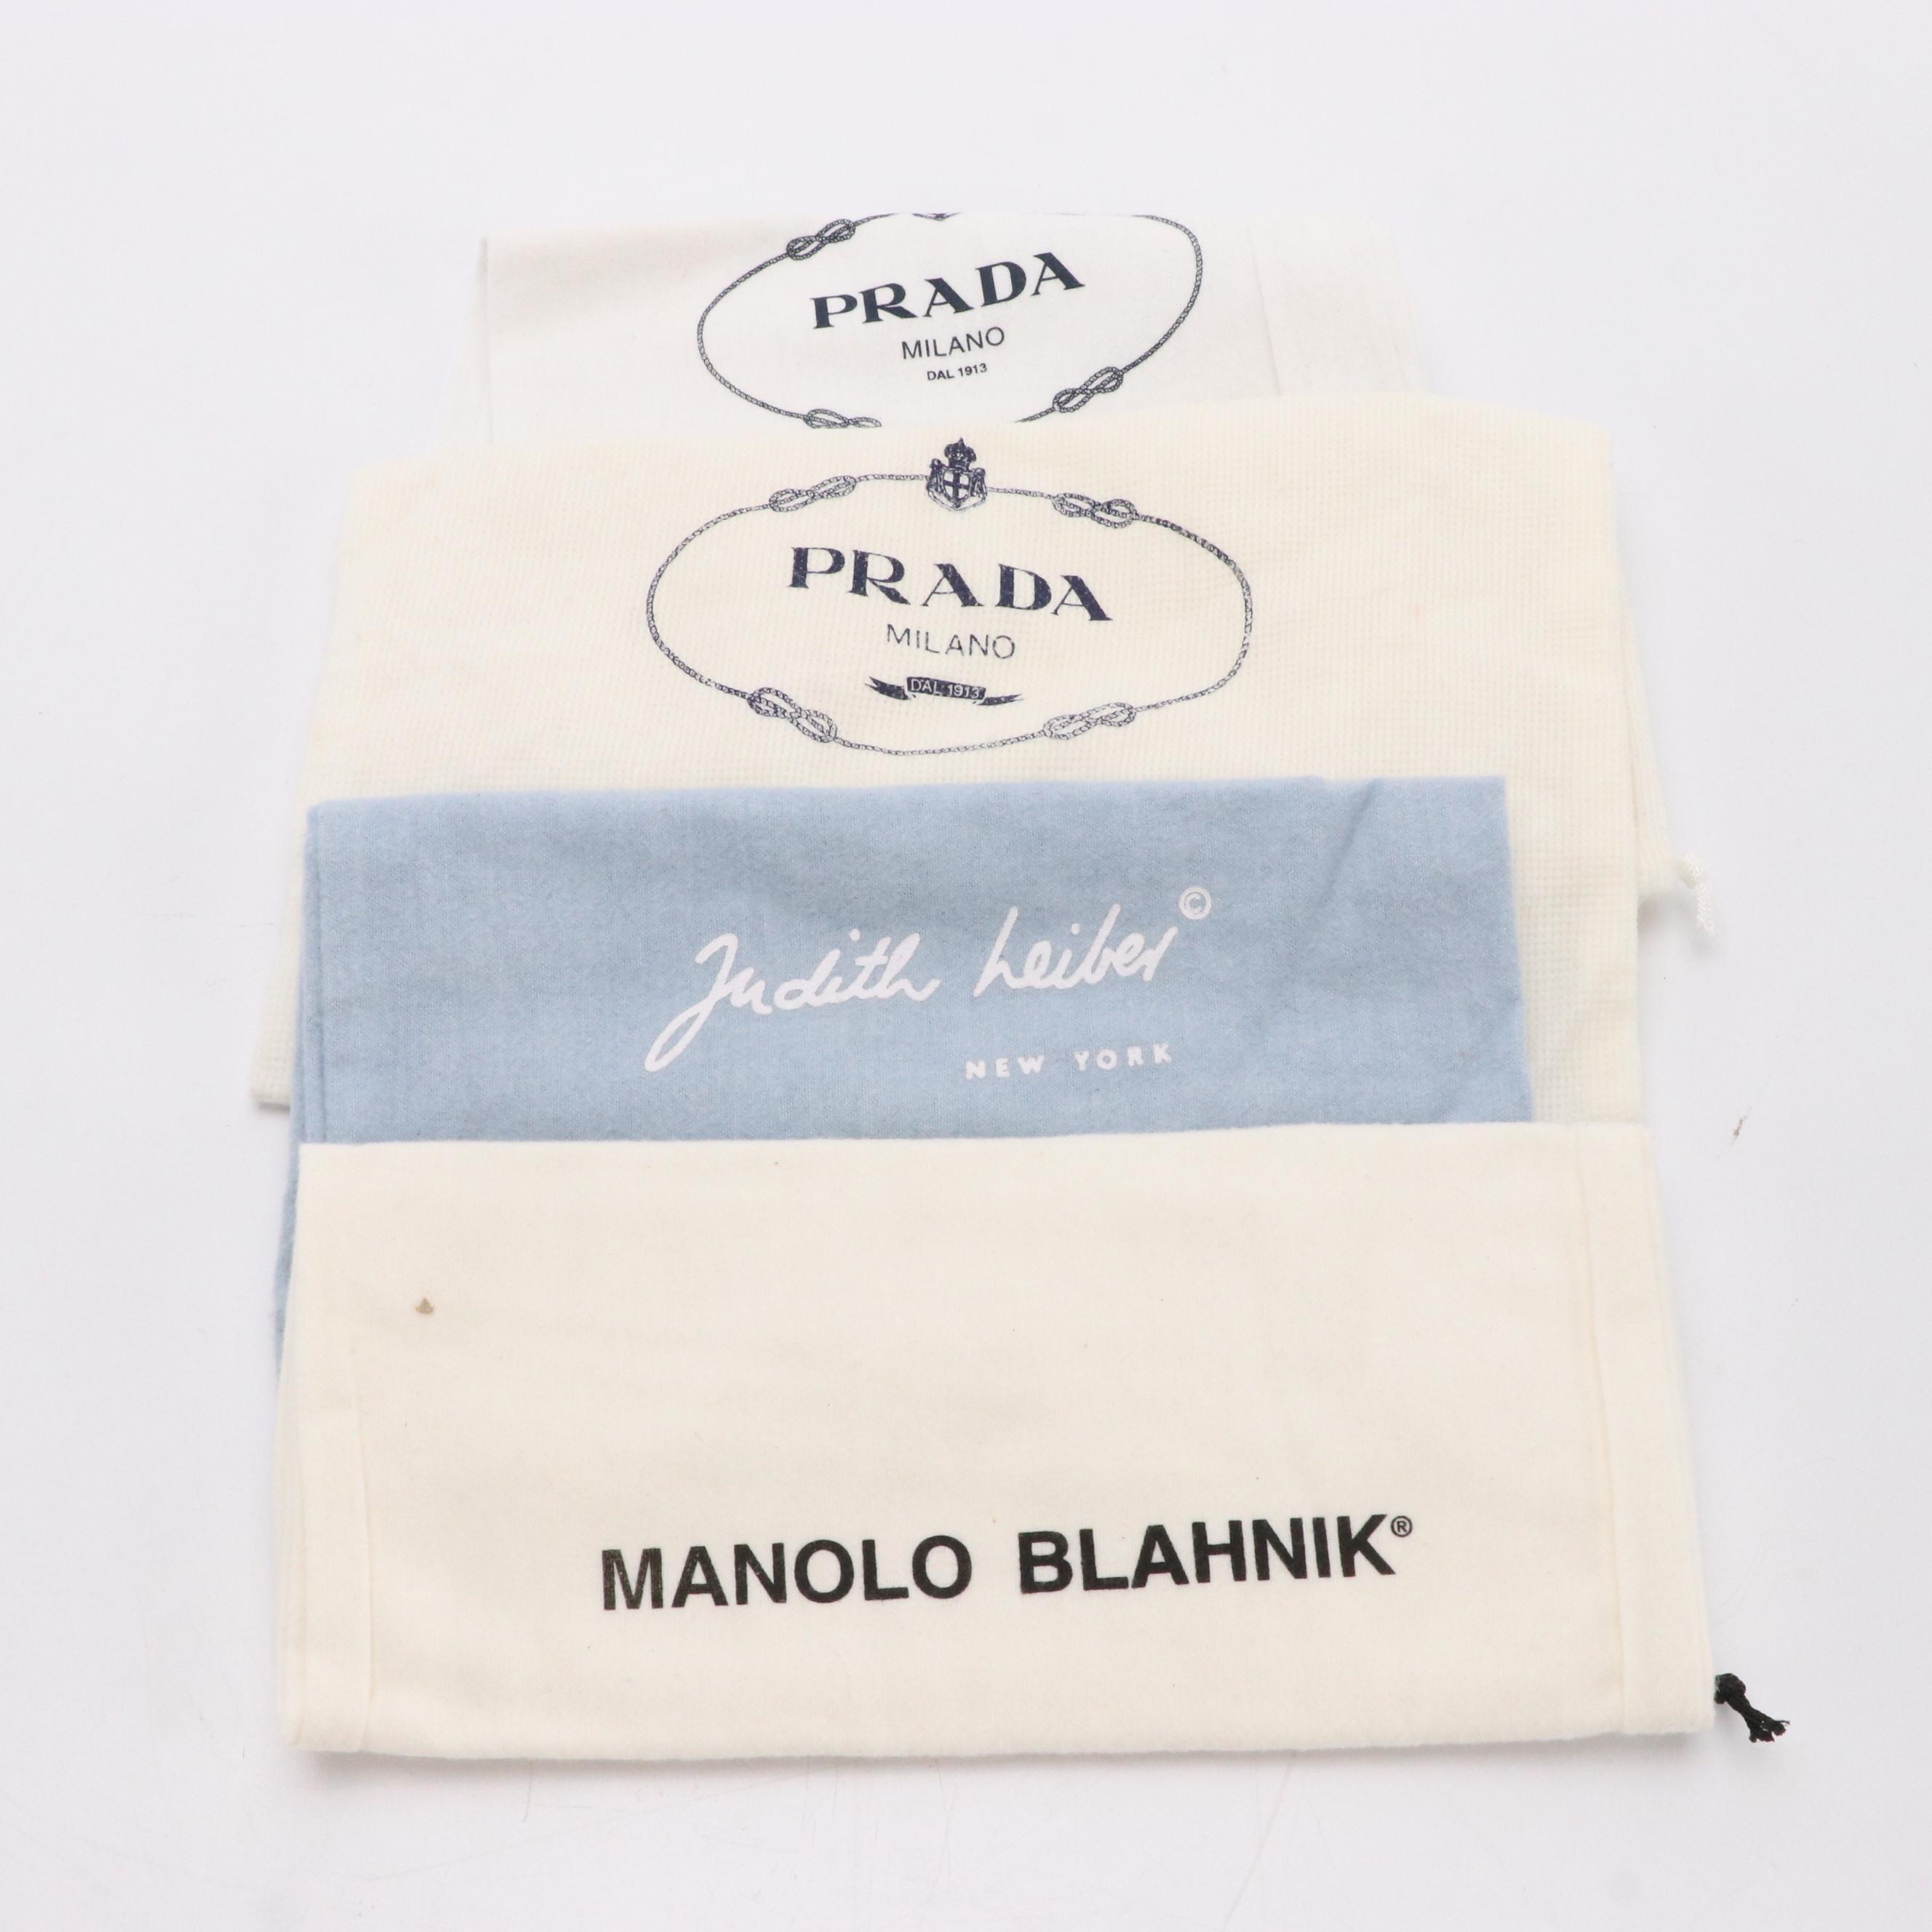 PRADA
MILANO
DAL 1913
PRADA
MILANO
DAL 1913
Judith Leiber ©
NEW YORK
MANOLO BLAHNIK®